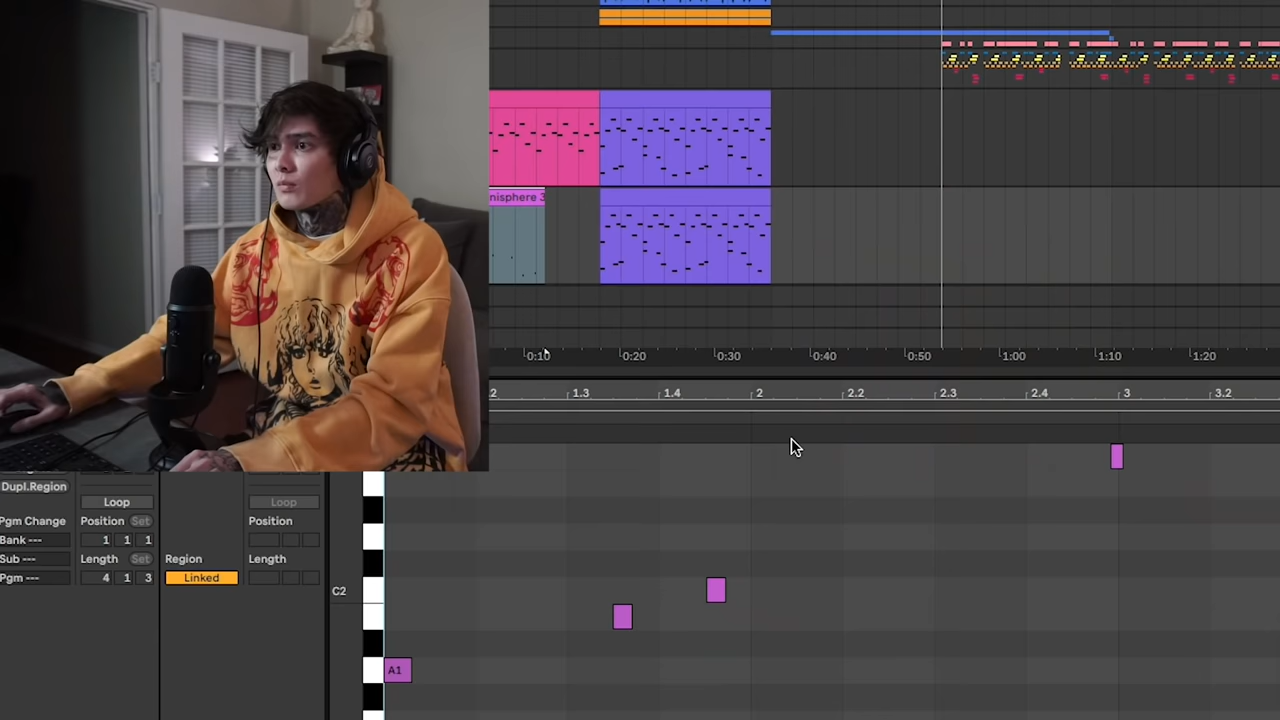 nisphere 3
0:10 0:20 0:30 0:40 0:50 1:00 1:10 1:20
2 1.3 1.4 2 2.2 2.3 2.4 3 3.2
Dupl.Region
Loop Loop
Pgm Change Position Set Position
Bank --- 1 1 1
Sub --- Length Set Region Length
Pgm --- 4 1 3 Linked
C2
A1